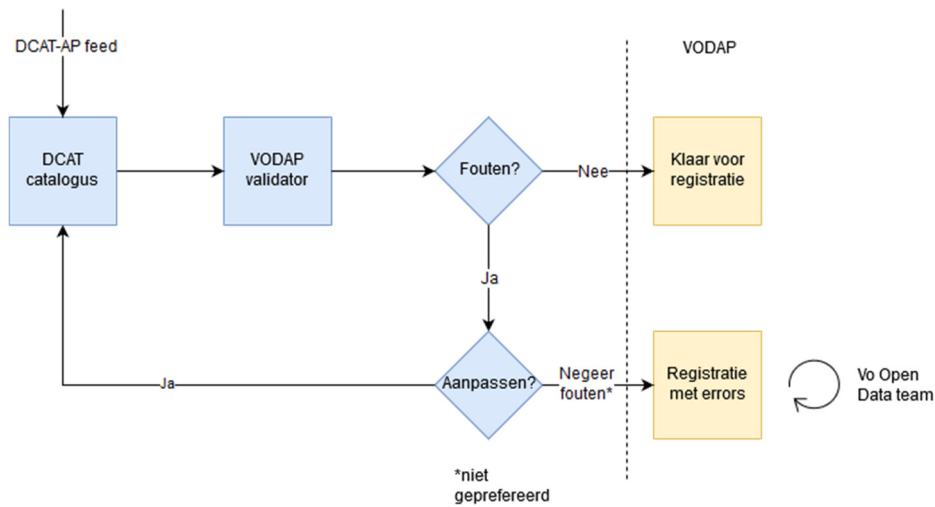 DCAT-AP feed
VODAP
DCAT
catalogus
VODAP
validator
Fouten?
Nee
Klaar voor
registratie
Ja
Ja
Aanpassen?
Negeer
fouten*
Registratie
met errors
Vo Open
Data team
*niet
geprefereerd